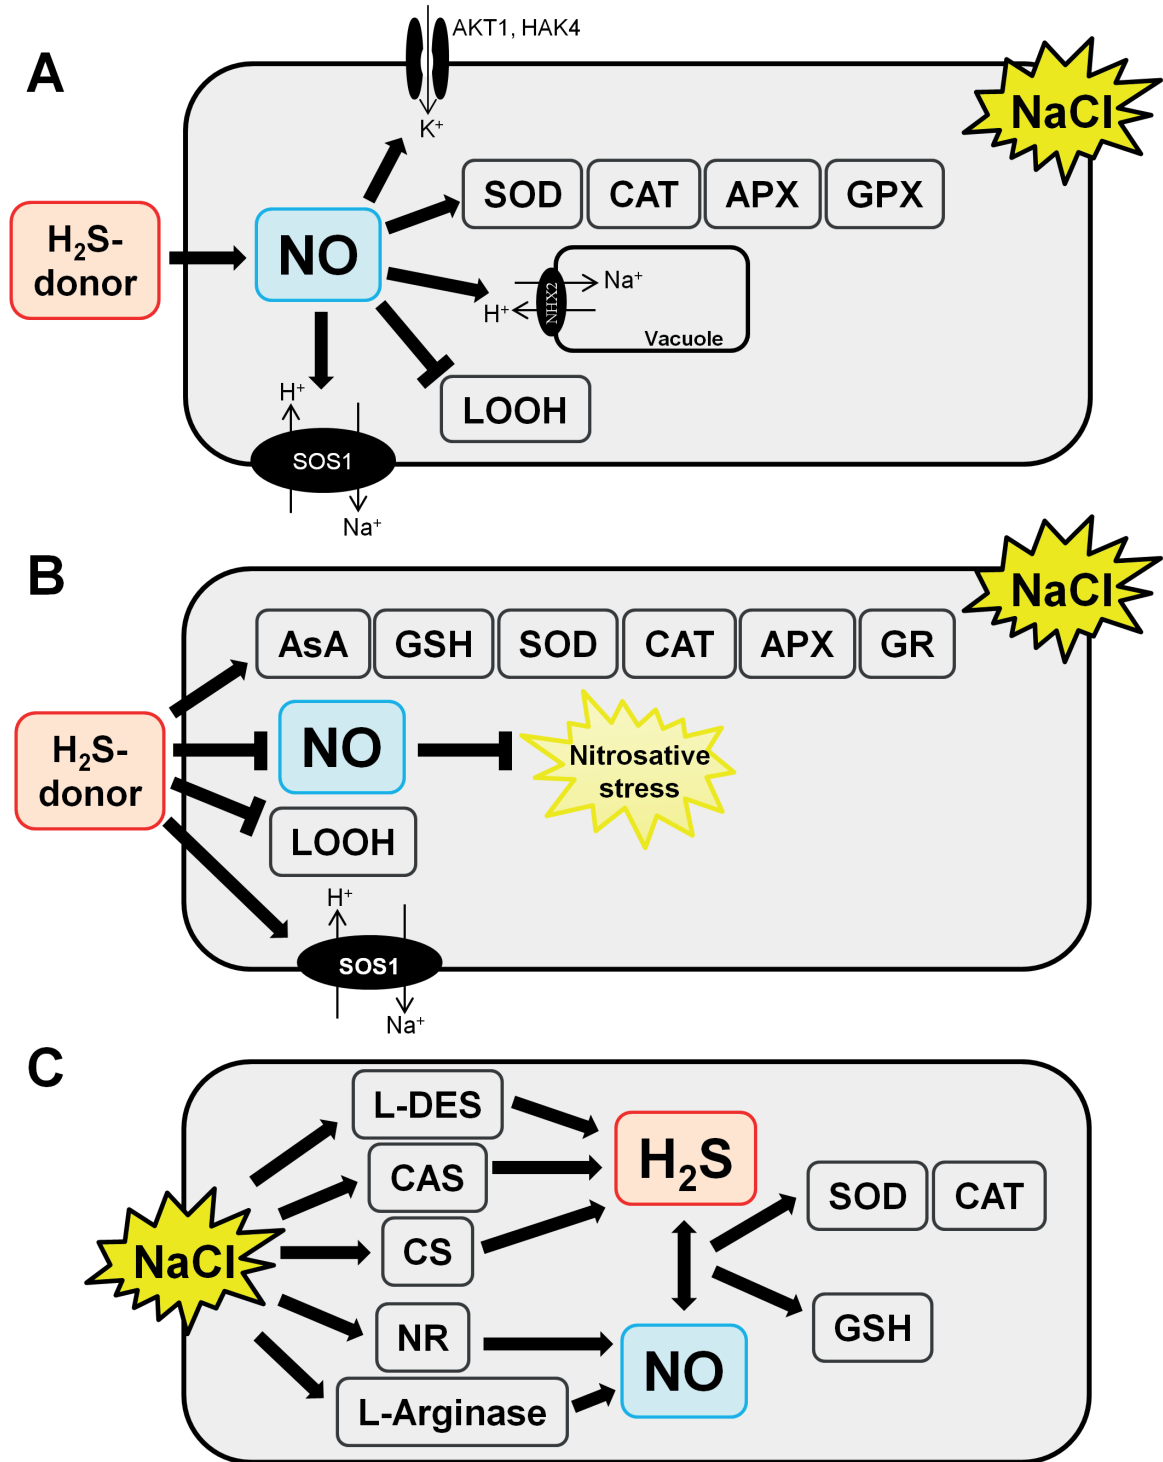 AKT1, HAK4
A
NaCl
K⁺
SOD CAT APX GPX
H₂S-
donor
NO
Na⁺
H⁺
NHX2
Vacuole
H⁺
LOOH
SOS1
Na⁺
B
NaCl
AsA GSH SOD CAT APX GR
H₂S-
donor
NO
Nitrosative
stress
LOOH
H⁺
SOS1
Na⁺
C
L-DES
H₂S
CAS
SOD CAT
CS
NaCl
NR
GSH
NO
L-Arginase